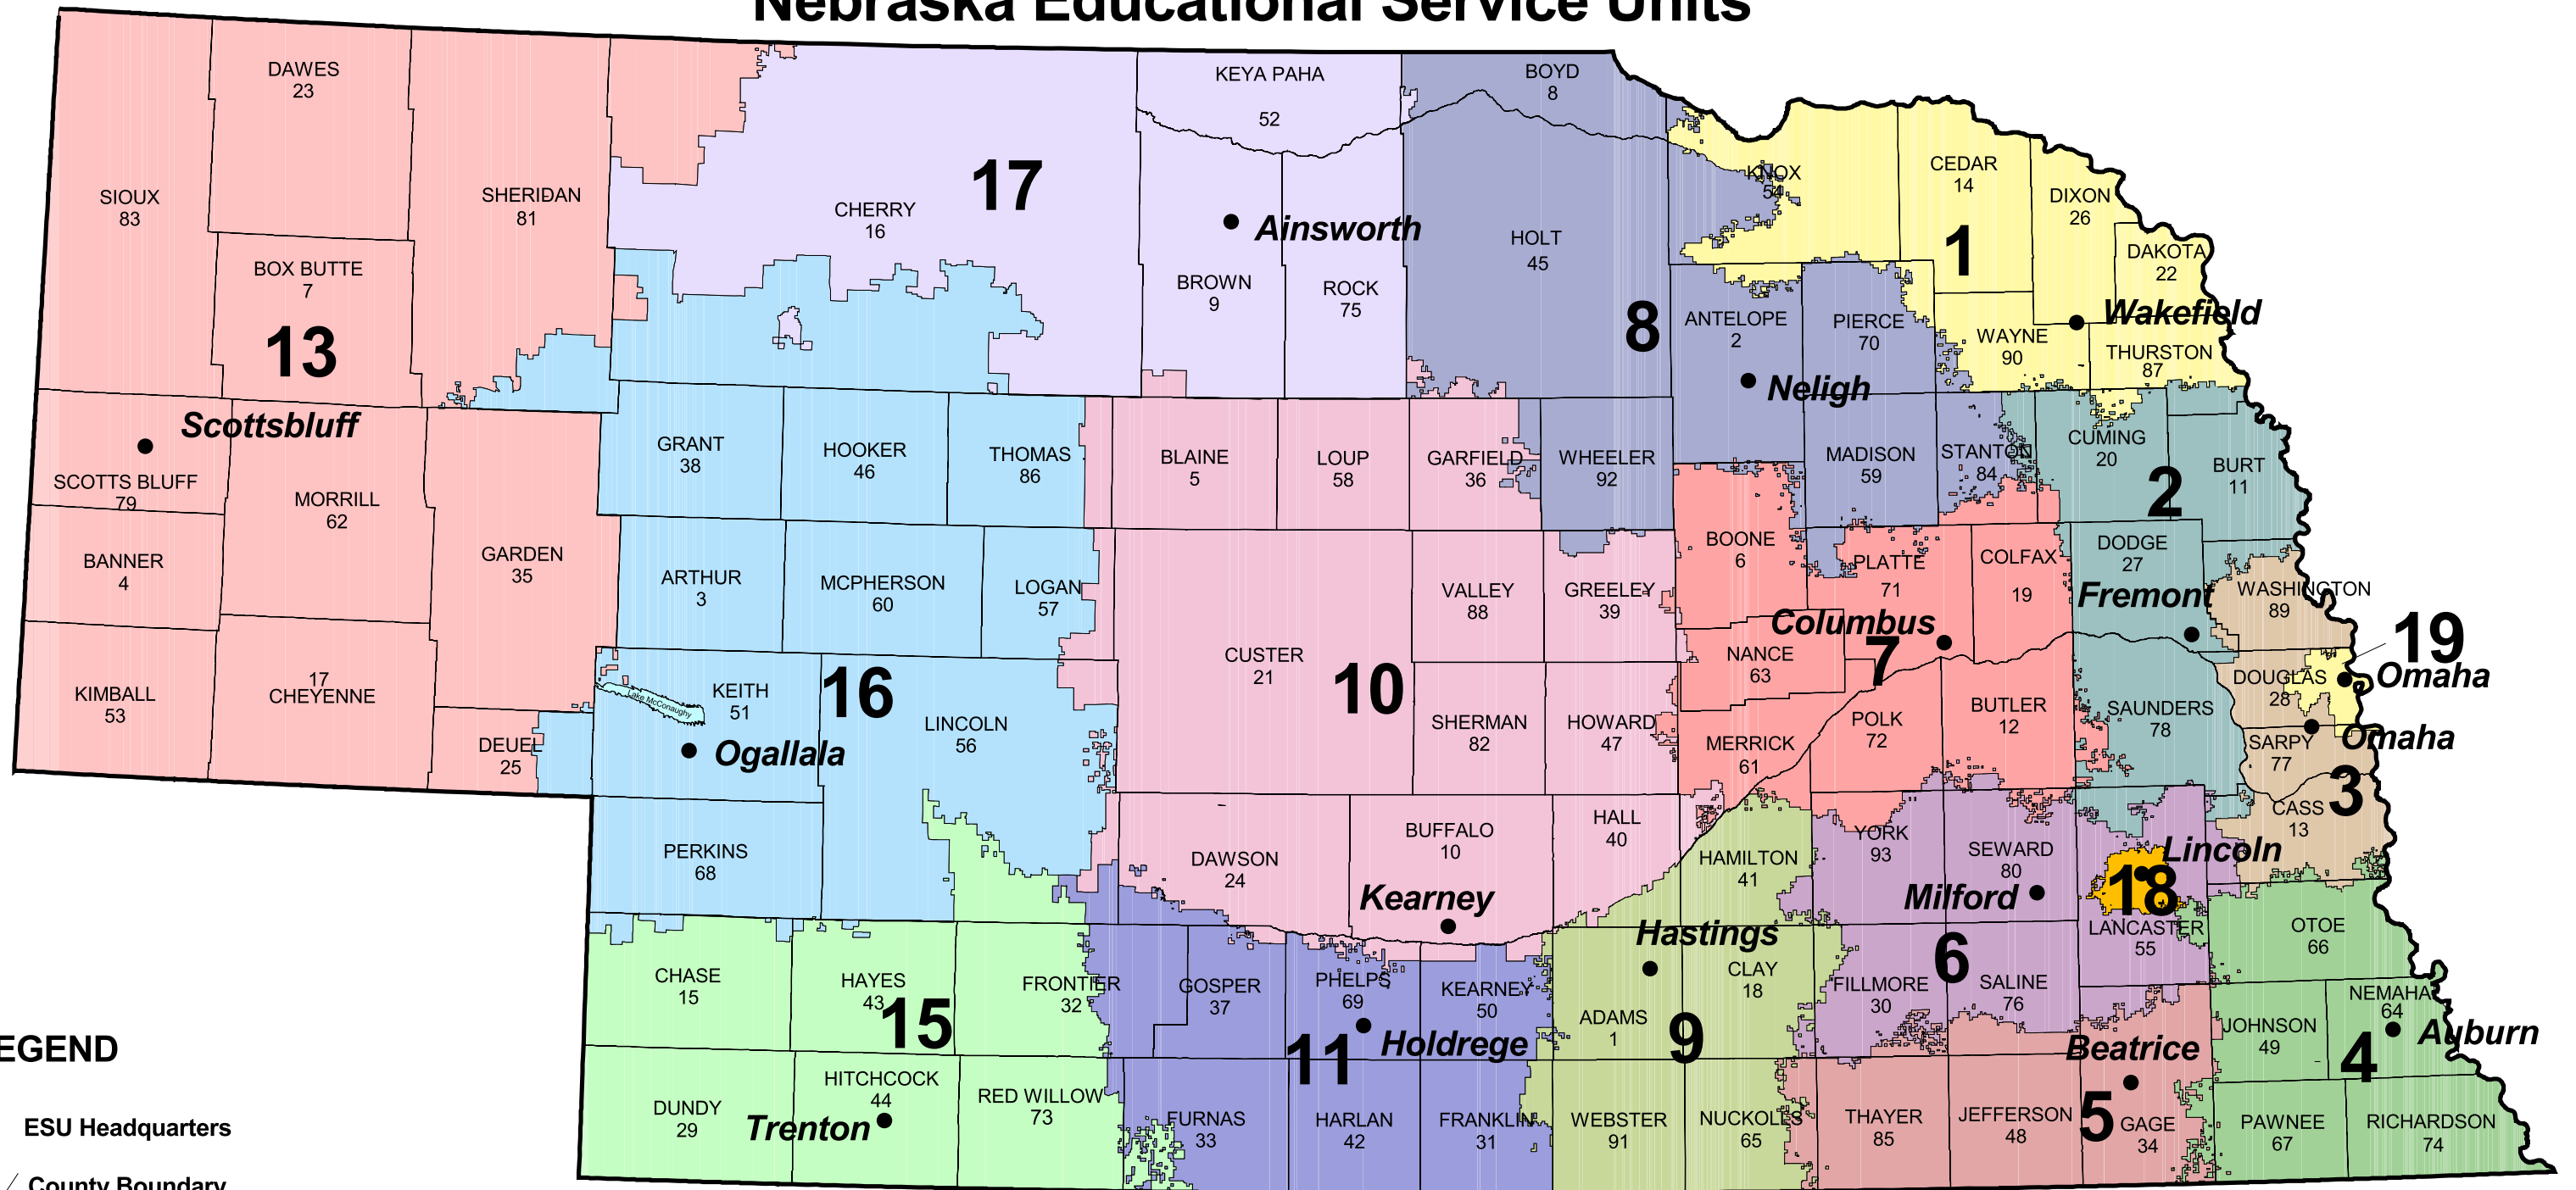 Nebraska Educational Service Units
DAWES
23
SIOUX
83
SHERIDAN
81
BOX BUTTE
7
13
Scottsbluff
SCOTTS BLUFF
79
MORRILL
62
BANNER
4
GARDEN
35
KIMBALL
53
17
CHEYENNE
DEUEL
25
CHERRY
16
17
KEYA PAHA
52
Ainsworth
BROWN
9
ROCK
75
BOYD
8
HOLT
45
8
KNOX
54
CEDAR
14
1
DIXON
26
DAKOTA
22
Wakefield
WAYNE
90
THURSTON
87
ANTELOPE
2
PIERCE
70
Neligh
GRANT
38
HOOKER
46
THOMAS
86
BLAINE
5
LOUP
58
GARFIELD
36
WHEELER
92
MADISON
59
STANTON
84
CUMING
20
2
BURT
11
ARTHUR
3
MCPHERSON
60
LOGAN
57
CUSTER
21
VALLEY
88
GREELEY
39
BOONE
6
PLATTE
71
COLFAX
19
DODGE
27
Fremont
WASHINGTON
89
19
Omaha
Columbus
7
NANCE
63
DOUGLAS
28
KEITH
51
Lake McConaughy
16
Ogallala
LINCOLN
56
10
SHERMAN
82
HOWARD
47
MERRICK
61
POLK
72
BUTLER
12
SAUNDERS
78
SARPY
77
Omaha
3
CASS
13
PERKINS
68
DAWSON
24
BUFFALO
10
Kearney
HALL
40
HAMILTON
41
YORK
93
SEWARD
80
Milford
Lincoln
18
LANCASTER
55
OTOE
66
CHASE
15
HAYES
43
15
FRONTIER
32
GOSPER
37
PHELPS
69
KEARNEY
50
11
Holdrege
Hastings
ADAMS
1
CLAY
18
9
FILLMORE
30
6
SALINE
76
Beatrice
JOHNSON
49
NEMAHA
64
Auburn
4
DUNDY
29
HITCHCOCK
44
Trenton
RED WILLOW
73
FURNAS
33
HARLAN
42
FRANKLIN
31
WEBSTER
91
NUCKOLLS
65
THAYER
85
JEFFERSON
48
5
GAGE
34
PAWNEE
67
RICHARDSON
74
EGEND
ESU Headquarters
County Boundary